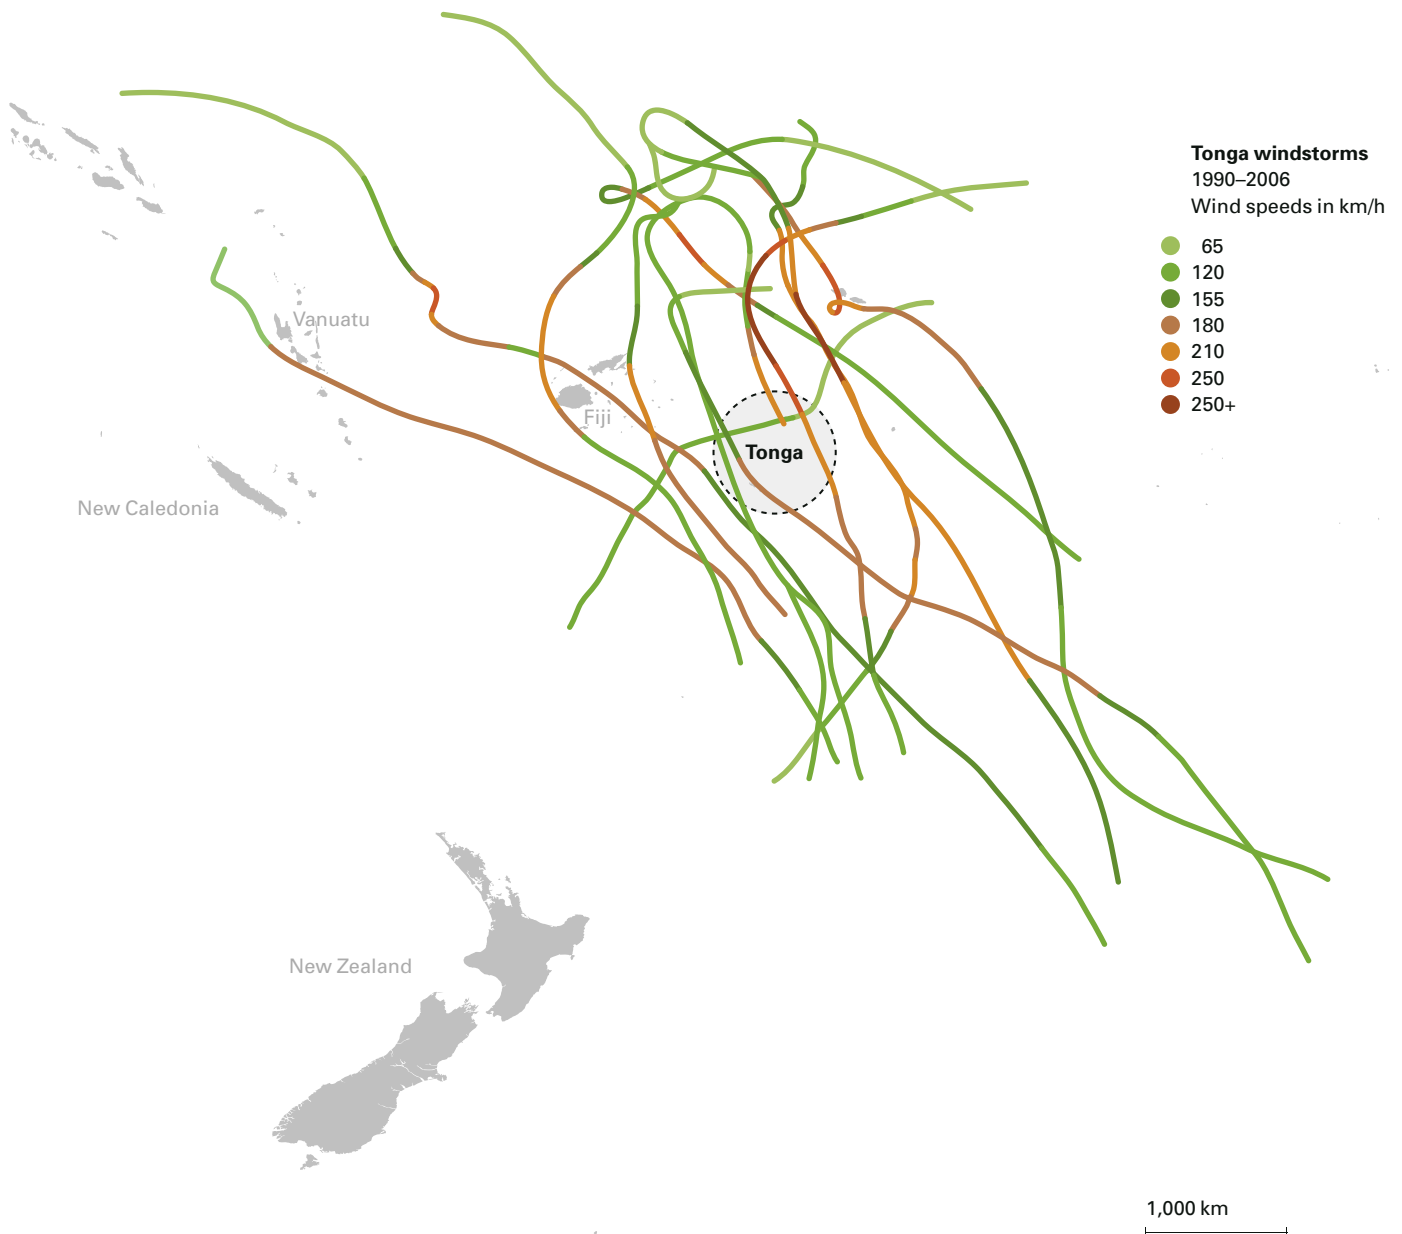 Tonga windstorms
1990–2006
Wind speeds in km/h
65
120
155
180
210
250
250+
Vanuatu
Fiji
Tonga
New Caledonia
New Zealand
1,000 km